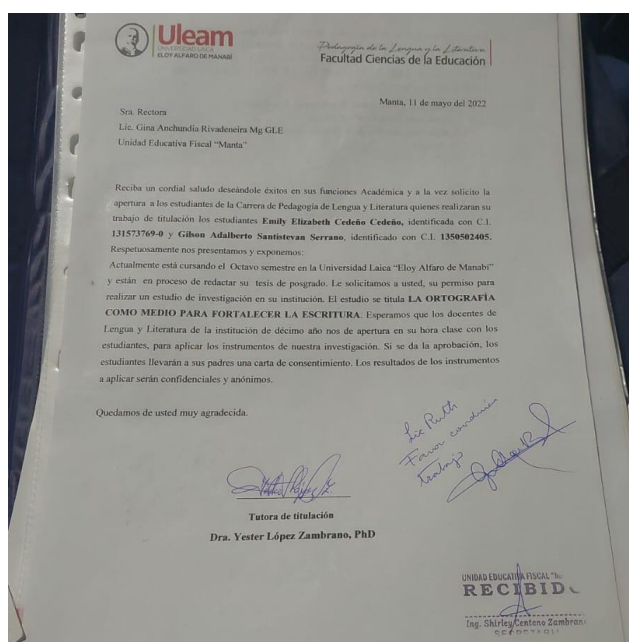 Uleam
UNIVERSIDAD LAICA
ELOY ALFARO DE MANABÍ
Pedagogía de la Lengua y la Literatura
Facultad Ciencias de la Educación
Manta, 11 de mayo del 2022
Sra. Rectora
Lic. Gina Anchundia Rivadeneira Mg GLE
Unidad Educativa Fiscal “Manta”
Reciba un cordial saludo deseándole éxitos en sus funciones Académica y a la vez solicito la
apertura a los estudiantes de la Carrera de Pedagogía de Lengua y Literatura quienes realizaran su
trabajo de titulación los estudiantes Emily Elizabeth Cedeño Cedeño, identificada con C.I.
131573769-0 y Gilson Adalberto Santistevan Serrano, identificado con C.I. 1350502405.
Respetuosamente nos presentamos y exponemos:
Actualmente está cursando el Octavo semestre en la Universidad Laica “Eloy Alfaro de Manabí”
y están en proceso de redactar su tesis de posgrado. Le solicitamos a usted, su permiso para
realizar un estudio de investigación en su institución. El estudio se titula LA ORTOGRAFÍA
COMO MEDIO PARA FORTALECER LA ESCRITURA. Esperamos que los docentes de
Lengua y Literatura de la institución de décimo año nos de apertura en su hora clase con los
estudiantes, para aplicar los instrumentos de nuestra investigación. Si se da la aprobación, los
estudiantes llevarán a sus padres una carta de consentimiento. Los resultados de los instrumentos
a aplicar serán confidenciales y anónimos.
Quedamos de usted muy agradecida.
Lic Ruth
Favor coordinar
trabajo
Tutora de titulación
Dra. Yester López Zambrano, PhD
UNIDAD EDUCATIVA FISCAL
RECIBID
Ing. Shirley Centeno Zambran
SECRETARIA